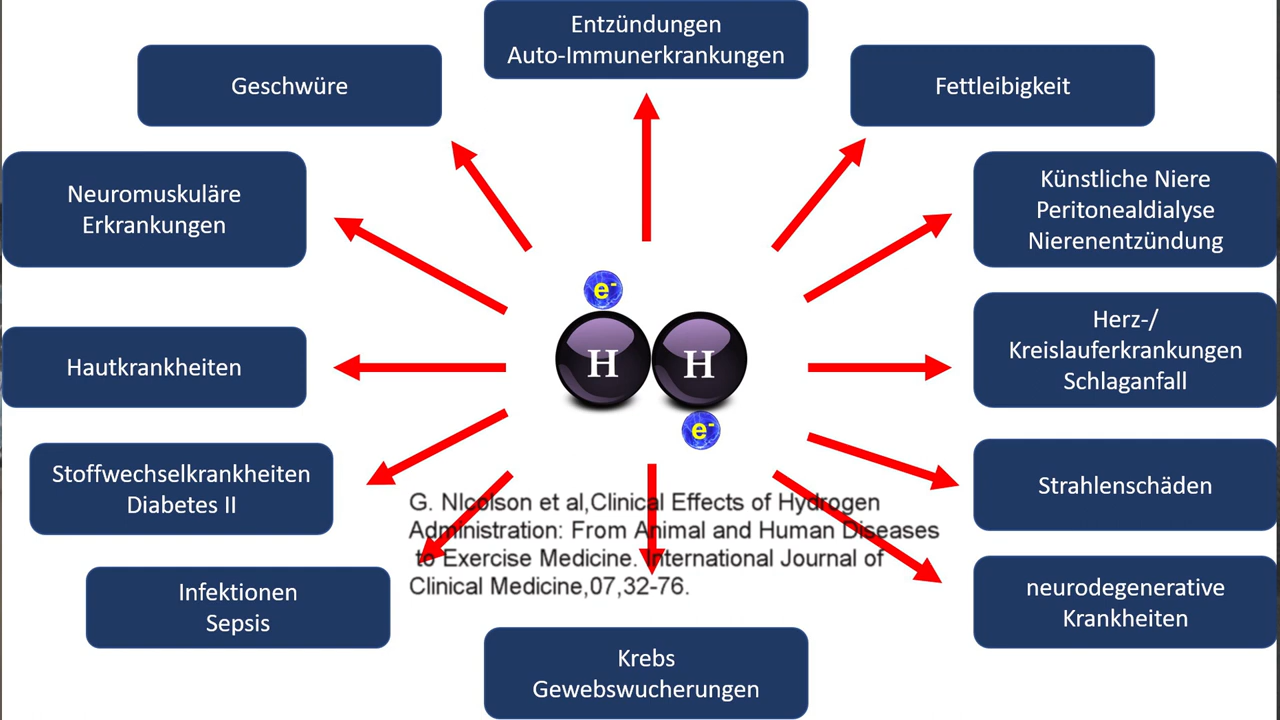 Entzündungen
Auto-Immunerkrankungen
Geschwüre
Fettleibigkeit
Neuromuskuläre
Erkrankungen
Künstliche Niere
Peritonealdialyse
Nierenentzündung
e-
H H
e-
Hautkrankheiten
Herz-/
Kreislauferkrankungen
Schlaganfall
Stoffwechselkrankheiten
Diabetes II
Strahlenschäden
G. NIcolson et al,Clinical Effects of Hydrogen
Administration: From Animal and Human Diseases
to Exercise Medicine. International Journal of
Clinical Medicine,07,32-76.
Infektionen
Sepsis
neurodegenerative
Krankheiten
Krebs
Gewebswucherungen